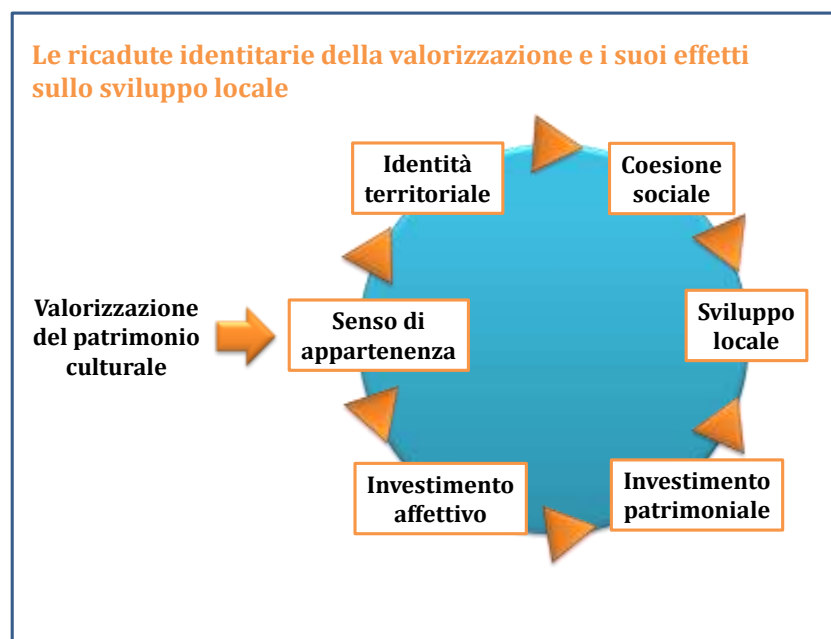 Le ricadute identitarie della valorizzazione e i suoi effetti
sullo sviluppo locale
Identità
territoriale
Coesione
sociale
Valorizzazione
del patrimonio
culturale
Senso di
appartenenza
Sviluppo
locale
Investimento
affettivo
Investimento
patrimoniale